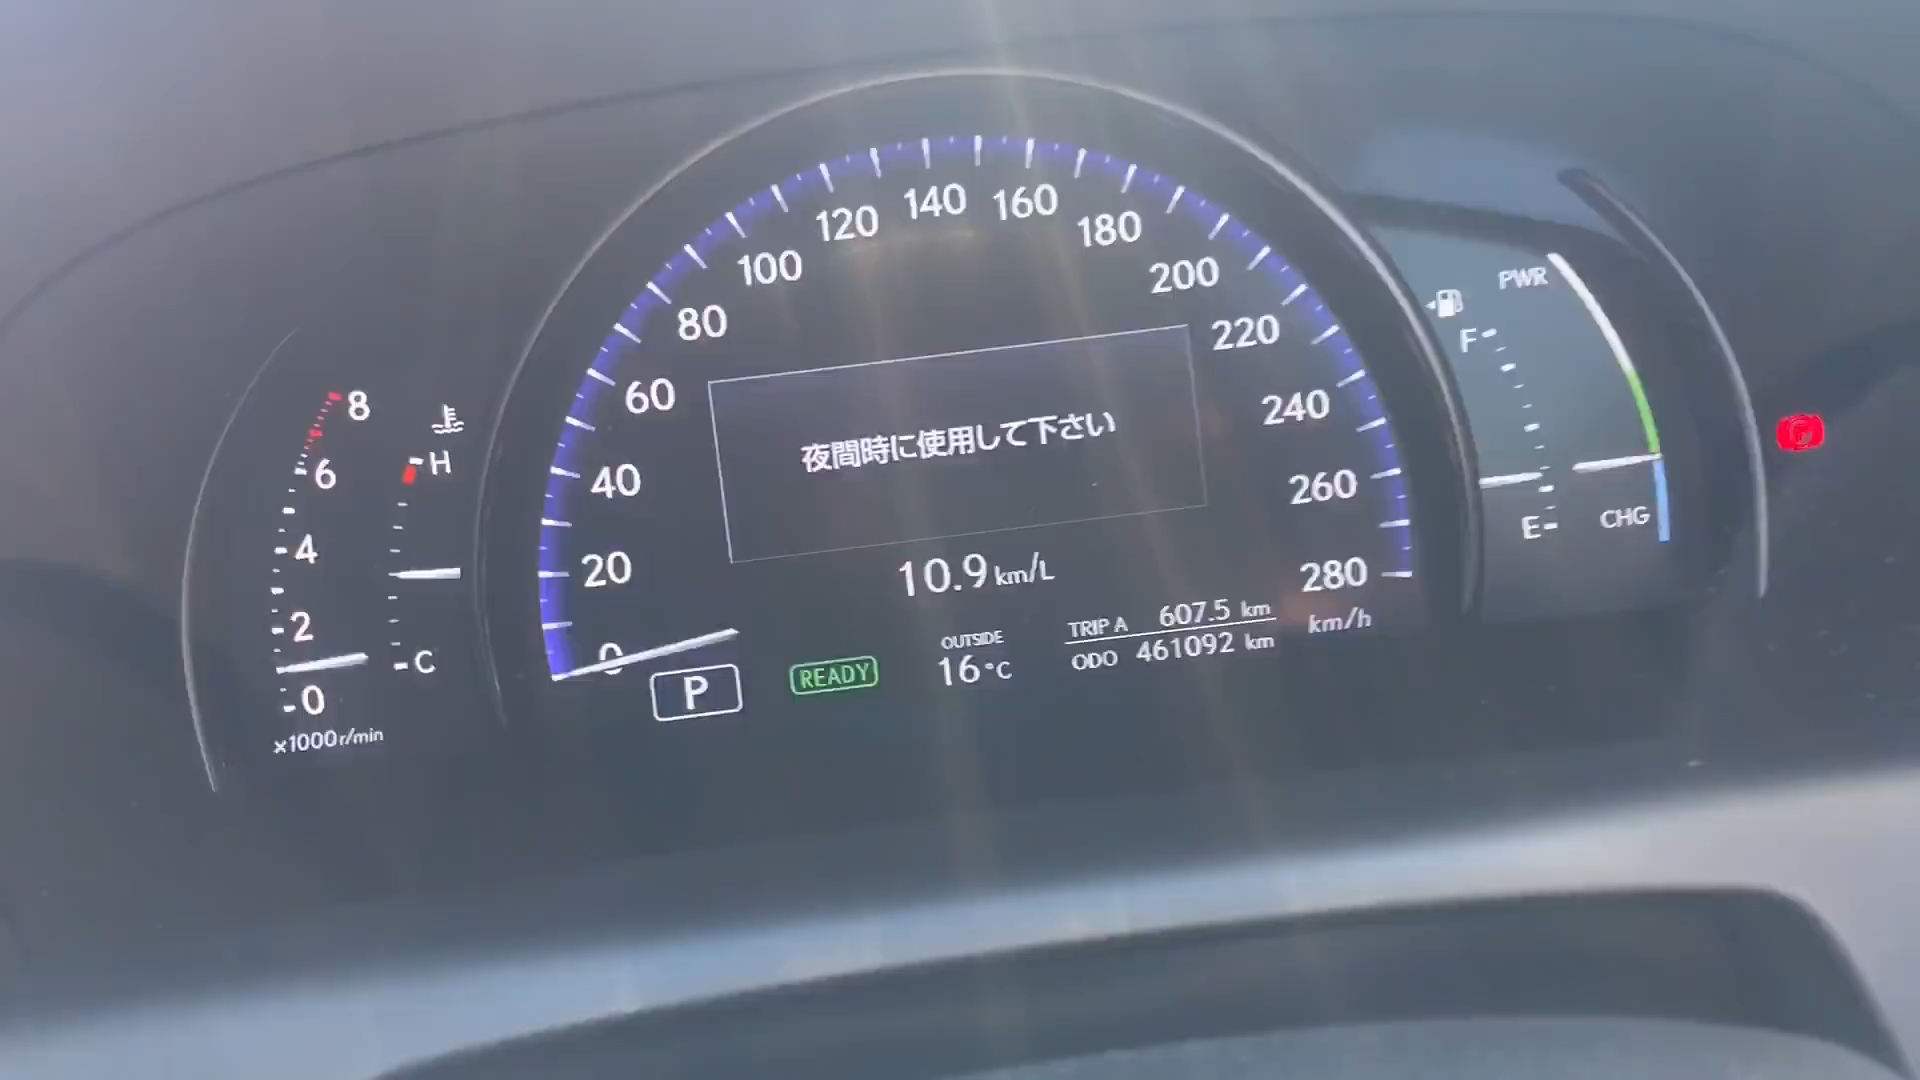 8
6
4
2
0
×1000r/min
H
C
0
20
40
60
80
100
120
140
160
180
200
220
240
260
280
km/h
夜間時に使用して下さい
10.9 km/L
P
READY
OUTSIDE
16°C
TRIP A 607.5 km
ODO 461092 km
F
E
PWR
CHG